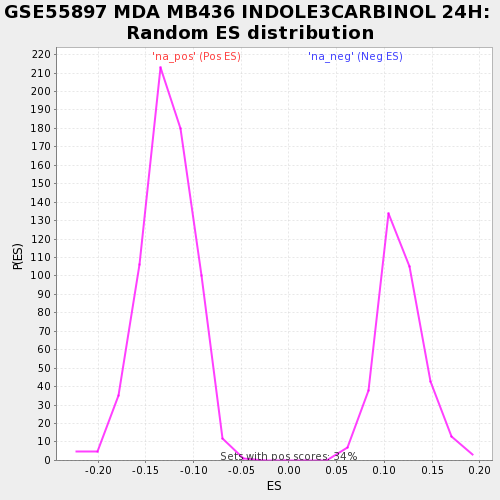 GSE55897 MDA MB436 INDOLE3CARBINOL 24H:
Random ES distribution
'na_pos' (Pos ES)
'na_neg' (Neg ES)
220
210
200
190
180
170
160
150
140
130
120
110
100
90
80
70
60
50
40
30
20
10
0
P(ES)
Sets with pos scores: 34%
-0.20 -0.15 -0.10 -0.05 0.00 0.05 0.10 0.15 0.20
ES